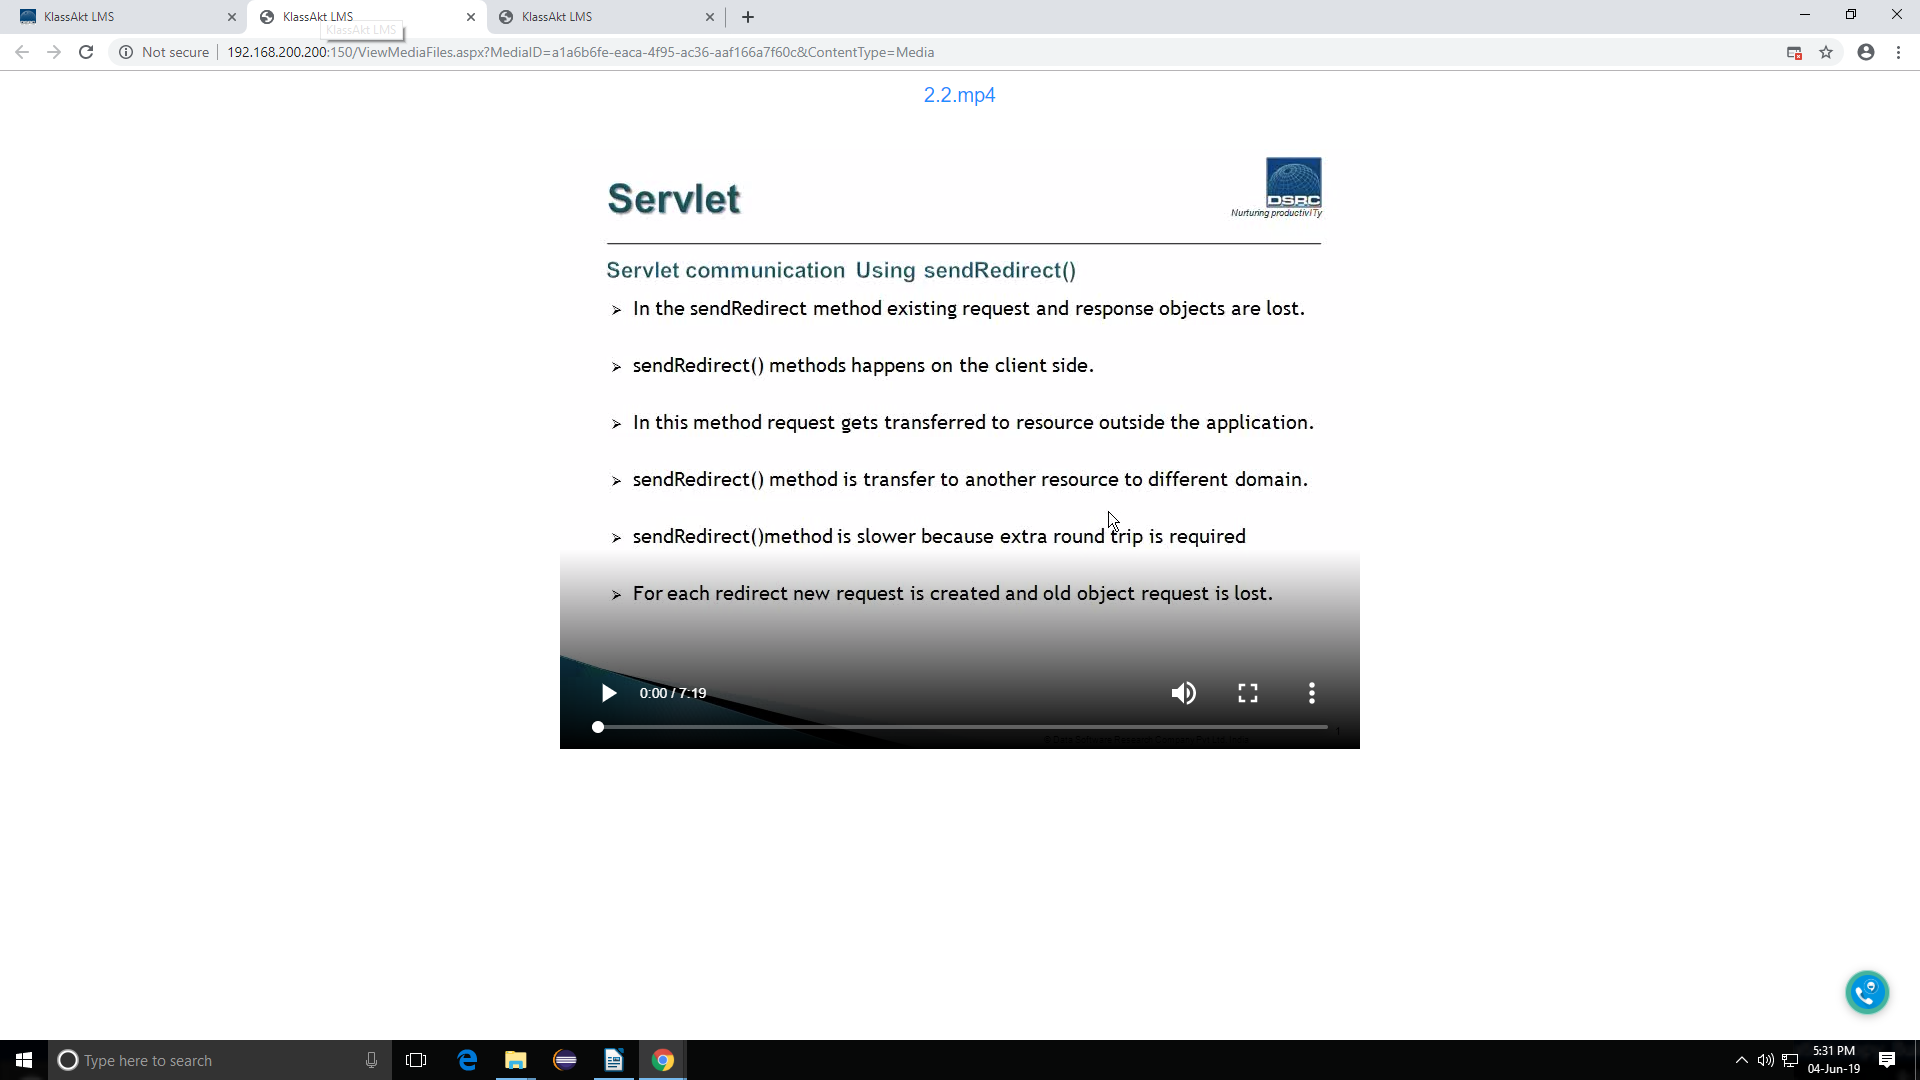 KlassAkt LMS
KlassAkt LMS
KlassAkt LMS
KlassAkt LMS
Not secure
192.168.200.200:150/ViewMediaFiles.aspx?MediaID=a1a6b6fe-eaca-4f95-ac36-aaf166a7f60c&ContentType=Media
2.2.mp4
Servlet
DSRC
Nurturing productivITy
Servlet communication Using sendRedirect()
➢ In the sendRedirect method existing request and response objects are lost.
➢ sendRedirect() methods happens on the client side.
➢ In this method request gets transferred to resource outside the application.
➢ sendRedirect() method is transfer to another resource to different domain.
➢ sendRedirect()method is slower because extra round trip is required
➢ For each redirect new request is created and old object request is lost.
0:00 / 7:19
1
Type here to search
5:31 PM
04-Jun-19